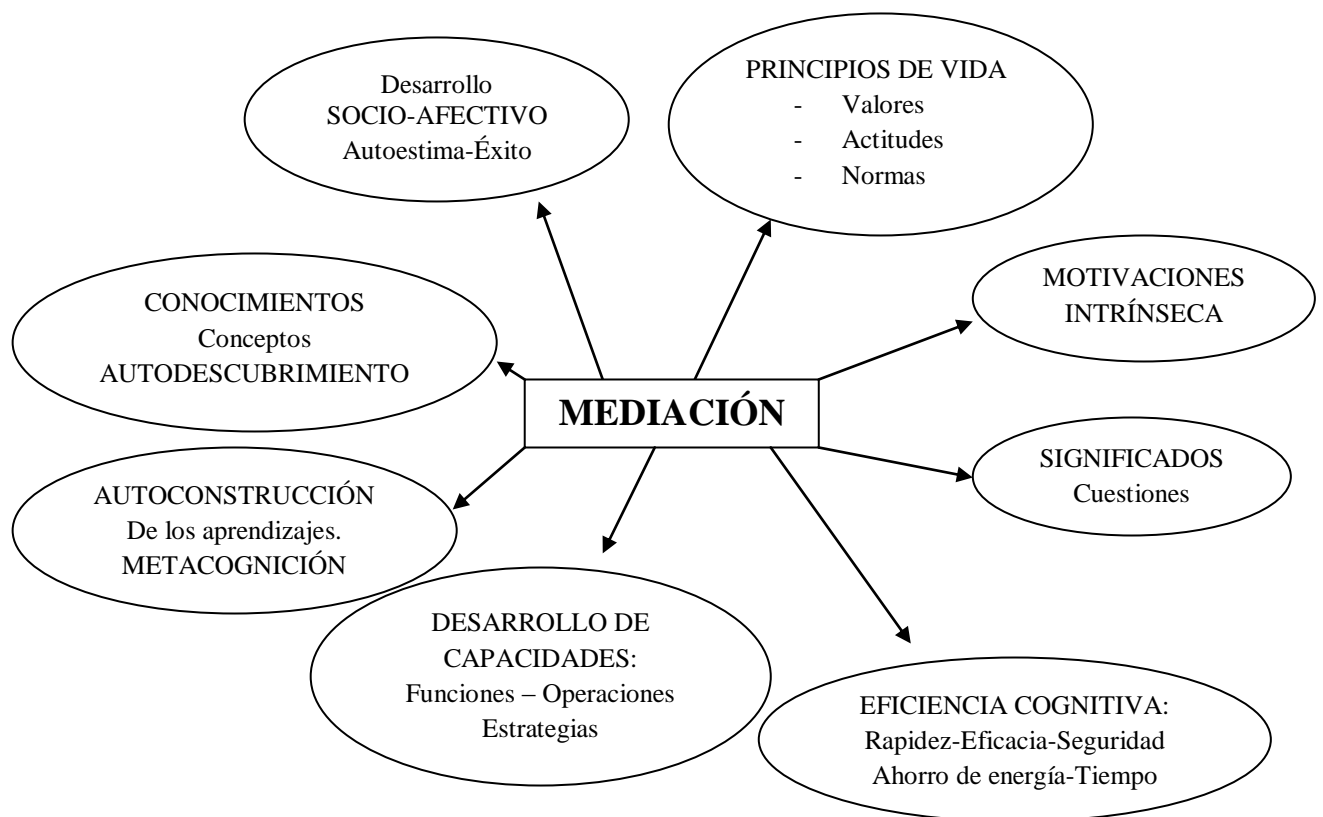 Desarrollo
SOCIO-AFECTIVO
Autoestima-Éxito
PRINCIPIOS DE VIDA
- Valores
- Actitudes
- Normas
MOTIVACIONES
INTRÍNSECA
CONOCIMIENTOS
Conceptos
AUTODESCUBRIMIENTO
MEDIACIÓN
SIGNIFICADOS
Cuestiones
AUTOCONSTRUCCIÓN
De los aprendizajes.
METACOGNICIÓN
DESARROLLO DE
CAPACIDADES:
Funciones – Operaciones
Estrategias
EFICIENCIA COGNITIVA:
Rapidez-Eficacia-Seguridad
Ahorro de energía-Tiempo